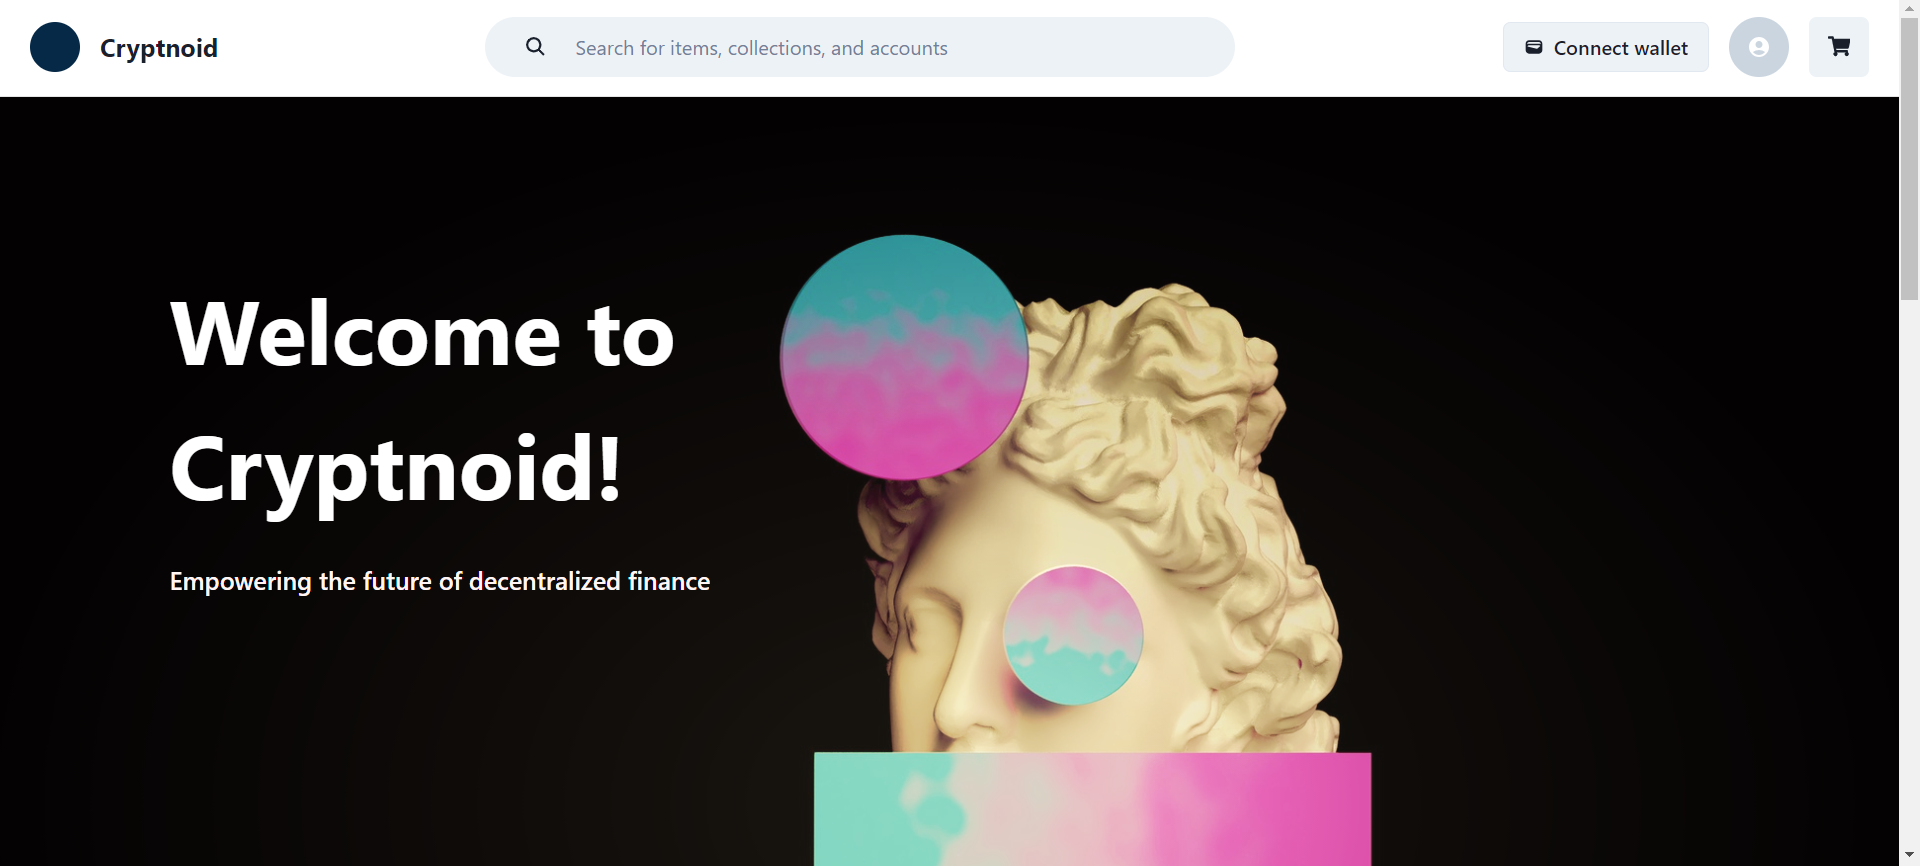 Cryptnoid
Search for items, collections, and accounts
Connect wallet
Welcome to
Cryptnoid!
Empowering the future of decentralized finance